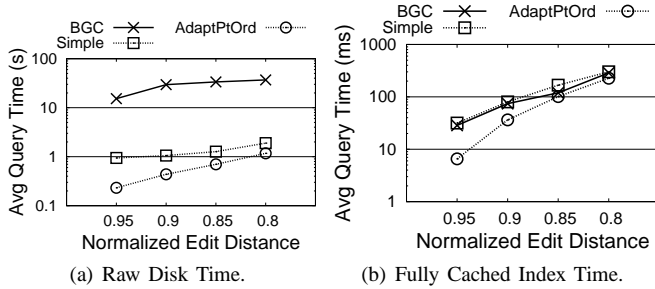 BGC
AdaptPtOrd
Simple
Avg Query Time (s)
100
10
1
0.1
0.95
0.9
0.85
0.8
Normalized Edit Distance
(a) Raw Disk Time.
BGC
AdaptPtOrd
Simple
Avg Query Time (ms)
1000
100
10
1
0.95
0.9
0.85
0.8
Normalized Edit Distance
(b) Fully Cached Index Time.